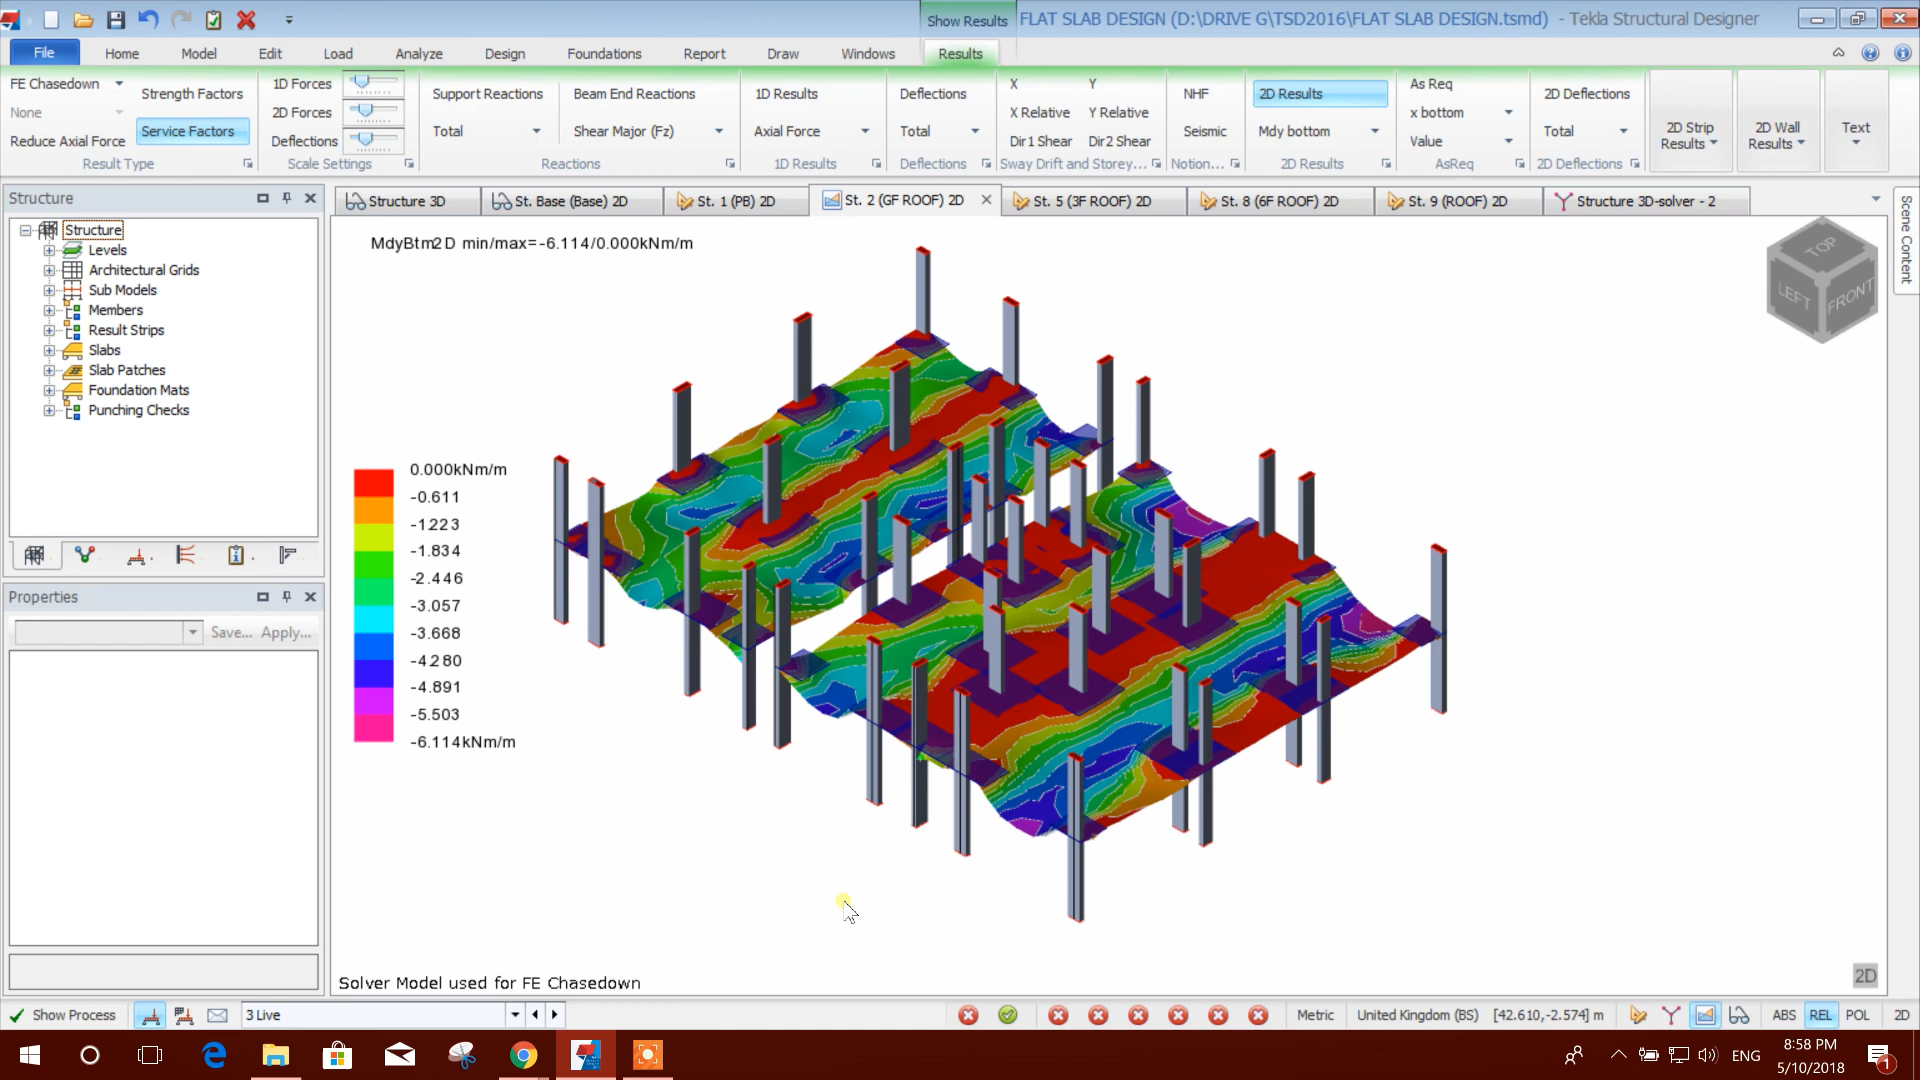 Show Results
FLAT SLAB DESIGN (D:\DRIVE G\TSD2016\FLAT SLAB DESIGN.tsmd) - Tekla Structural Designer
File Home Model Edit Load Analyze Design Foundations Report Draw Windows Results
FE Chasedown
None
Reduce Axial Force
Strength Factors
Service Factors
Result Type
1D Forces
2D Forces
Deflections
Scale Settings
Support Reactions
Total
Beam End Reactions
Shear Major (Fz)
Reactions
1D Results
Axial Force
1D Results
Deflections
Total
Deflections
X Y
X Relative Y Relative
Dir1 Shear Dir2 Shear
Sway Drift and Storey...
NHF
Seismic
Notion...
2D Results
Mdy bottom
2D Results
As Req
x bottom
Value
AsReq
2D Deflections
Total
2D Deflections
2D Strip
Results
2D Wall
Results
Text
Structure
Structure 3D
St. Base (Base) 2D
St. 1 (PB) 2D
St. 2 (GF ROOF) 2D
St. 5 (3F ROOF) 2D
St. 8 (6F ROOF) 2D
St. 9 (ROOF) 2D
Structure 3D-solver - 2
Scene Content
Structure
Levels
Architectural Grids
Sub Models
Members
Result Strips
Slabs
Slab Patches
Foundation Mats
Punching Checks
Properties
Save... Apply...
MdyBtm2D min/max=-6.114/0.000kNm/m
TOP
LEFT
FRONT
0.000kNm/m
-0.611
-1.223
-1.834
-2.446
-3.057
-3.668
-4.280
-4.891
-5.503
-6.114kNm/m
Solver Model used for FE Chasedown
2D
Show Process
3 Live
Metric
United Kingdom (BS)
[42.610,-2.574] m
ABS REL POL 2D
ENG
8:58 PM
5/10/2018
1